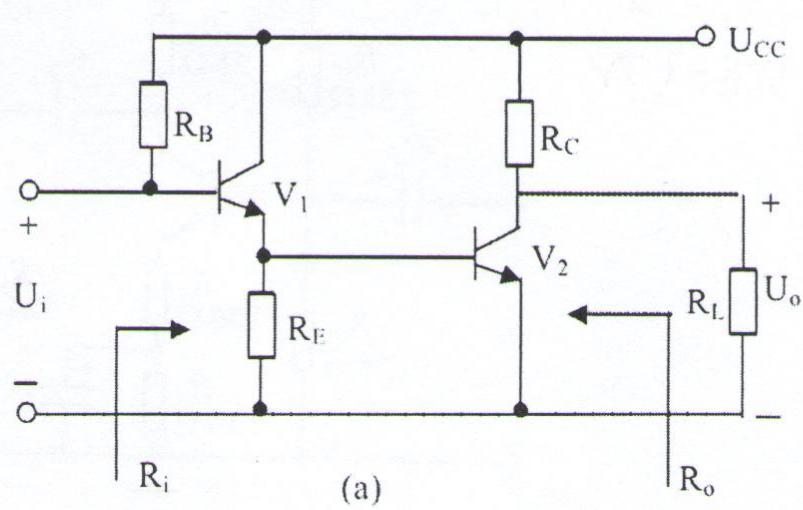 U_CC
R_B
R_C
V_1
+
+
V_2
U_i
R_E
R_L
U_o
−
−
R_i
(a)
R_o